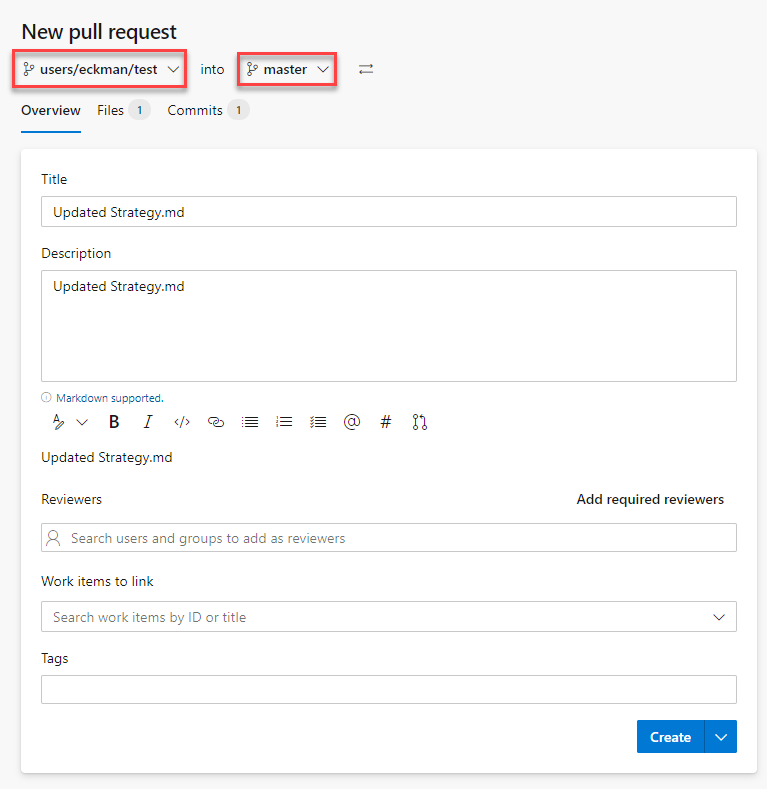 New pull request
users/eckman/test into master
Overview Files 1 Commits 1
Title
Updated Strategy.md
Description
Updated Strategy.md
Markdown supported.
B I </> @ #
Updated Strategy.md
Reviewers Add required reviewers
Search users and groups to add as reviewers
Work items to link
Search work items by ID or title
Tags
Create